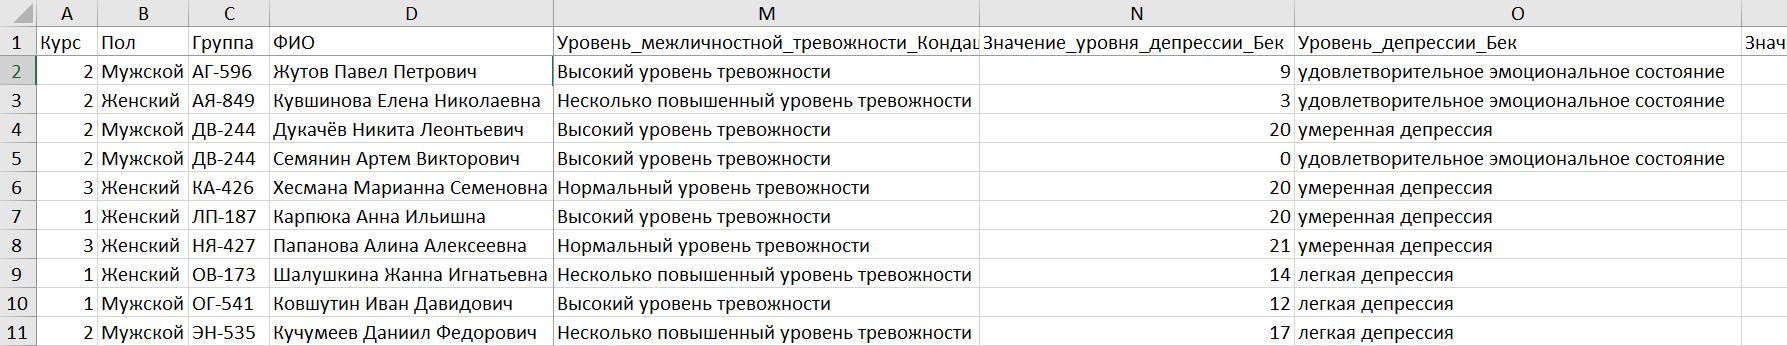 A B C D M N O
1 Курс Пол Группа ФИО Уровень_межличностной_тревожности_Кондаш Значение_уровня_депрессии_Бек Уровень_депрессии_Бек Знач
2 2 Мужской АГ-596 Жутов Павел Петрович Высокий уровень тревожности 9 удовлетворительное эмоциональное состояние
3 2 Женский АЯ-849 Кувшинова Елена Николаевна Несколько повышенный уровень тревожности 3 удовлетворительное эмоциональное состояние
4 2 Мужской ДВ-244 Дукачёв Никита Леонтьевич Высокий уровень тревожности 20 умеренная депрессия
5 2 Мужской ДВ-244 Семянин Артем Викторович Высокий уровень тревожности 0 удовлетворительное эмоциональное состояние
6 3 Женский КА-426 Хесмана Марианна Семеновна Нормальный уровень тревожности 20 умеренная депрессия
7 1 Женский ЛП-187 Карпюка Анна Ильишна Высокий уровень тревожности 20 умеренная депрессия
8 3 Женский НЯ-427 Папанова Алина Алексеевна Нормальный уровень тревожности 21 умеренная депрессия
9 1 Женский ОВ-173 Шалушкина Жанна Игнатьевна Несколько повышенный уровень тревожности 14 легкая депрессия
10 1 Мужской ОГ-541 Ковшутин Иван Давидович Высокий уровень тревожности 12 легкая депрессия
11 2 Мужской ЭН-535 Кучумеев Даниил Федорович Несколько повышенный уровень тревожности 17 легкая депрессия